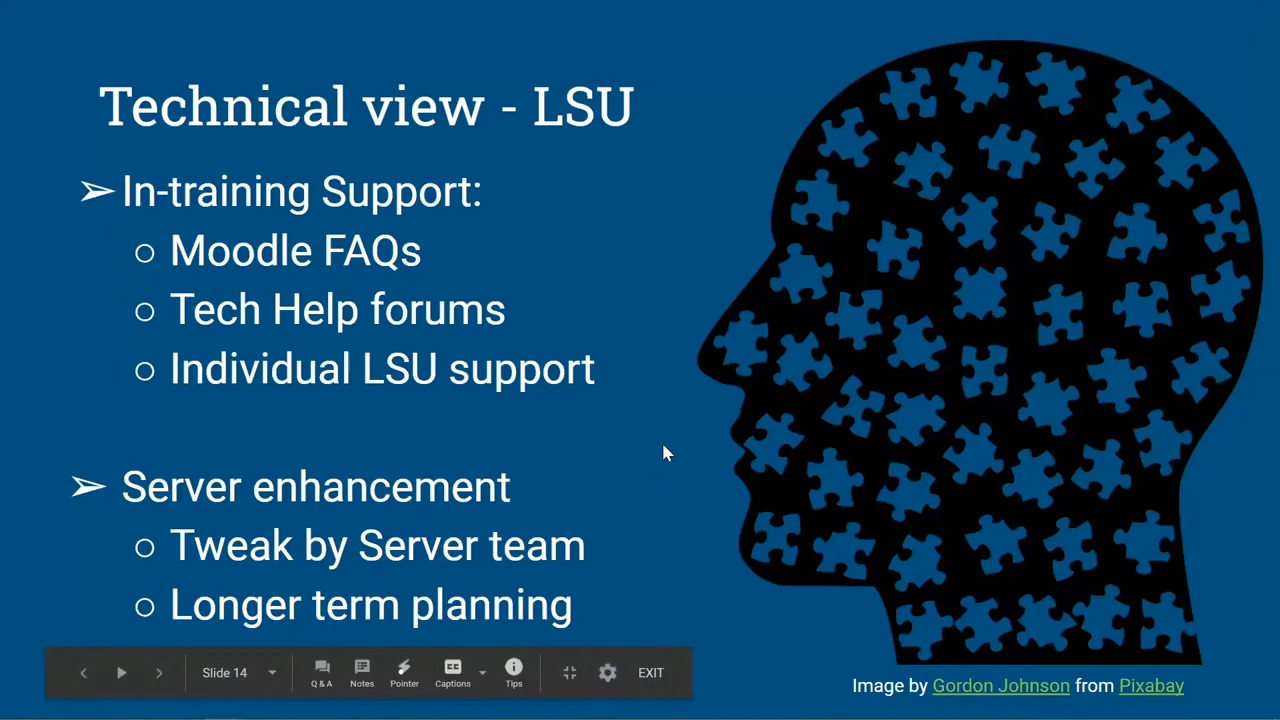 Technical view - LSU
➢ In-training Support:
○ Moodle FAQs
○ Tech Help forums
○ Individual LSU support
➢ Server enhancement
○ Tweak by Server team
○ Longer term planning
Slide 14
Q & A
Notes
Pointer
Captions
Tips
EXIT
Image by Gordon Johnson from Pixabay